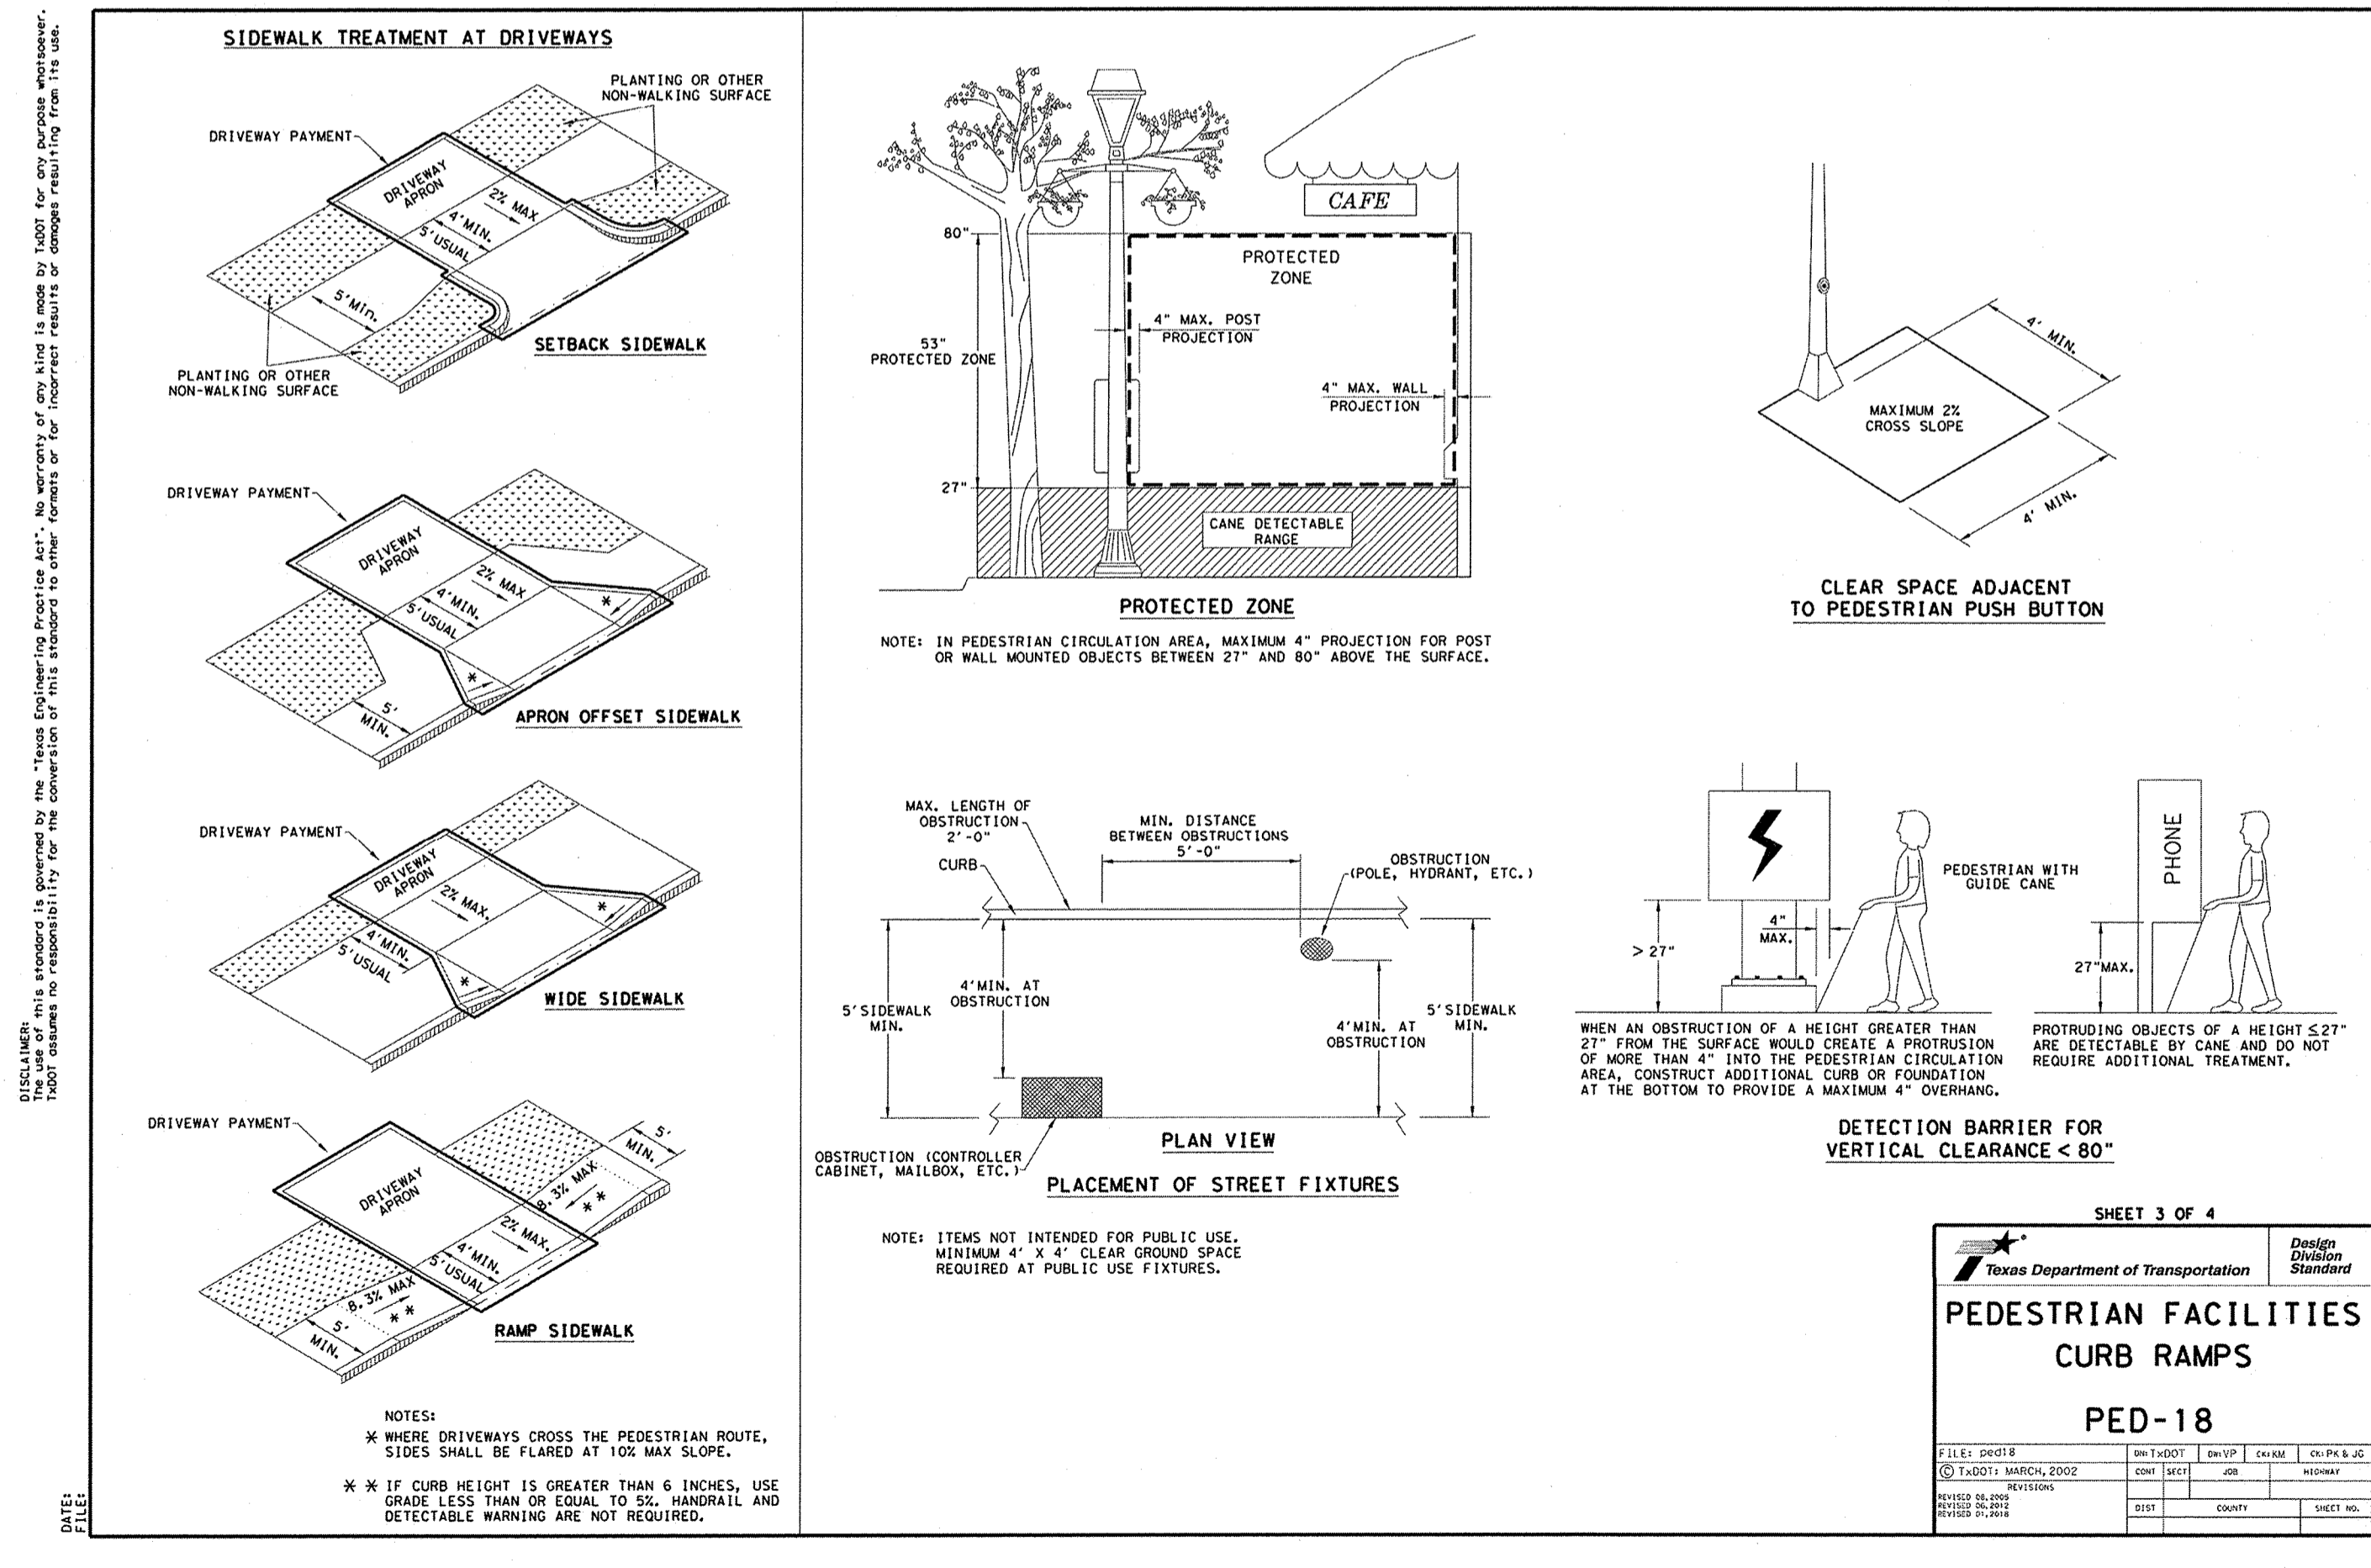 DISCLAIMER:
The use of this standard is governed by the "Texas Engineering Practice Act". No warranty of any kind is made by TxDOT for any purpose whatsoever.
TxDOT assumes no responsibility for the conversion of this standard to other formats or for incorrect results or damages resulting from its use.
DATE:
FILE:
SIDEWALK TREATMENT AT DRIVEWAYS
PLANTING OR OTHER
NON-WALKING SURFACE
DRIVEWAY PAYMENT
DRIVEWAY
APRON
2% MAX
4'MIN.
5'USUAL
5'Min.
SETBACK SIDEWALK
PLANTING OR OTHER
NON-WALKING SURFACE
DRIVEWAY PAYMENT
DRIVEWAY
APRON
2% MAX
4'MIN.
5'USUAL
*
*
5'
MIN.
APRON OFFSET SIDEWALK
DRIVEWAY PAYMENT
DRIVEWAY
APRON
2% MAX.
4'MIN.
5'USUAL
*
*
WIDE SIDEWALK
DRIVEWAY PAYMENT
5'
MIN.
DRIVEWAY
APRON
8.3% MAX
* *
2% MAX.
4'MIN.
5'USUAL
8.3% MAX
* *
5'
MIN.
RAMP SIDEWALK
NOTES:
* WHERE DRIVEWAYS CROSS THE PEDESTRIAN ROUTE,
SIDES SHALL BE FLARED AT 10% MAX SLOPE.
* * IF CURB HEIGHT IS GREATER THAN 6 INCHES, USE
GRADE LESS THAN OR EQUAL TO 5%. HANDRAIL AND
DETECTABLE WARNING ARE NOT REQUIRED.
CAFE
80"
PROTECTED
ZONE
4" MAX. POST
PROJECTION
53"
PROTECTED ZONE
4" MAX. WALL
PROJECTION
27"
CANE DETECTABLE
RANGE
PROTECTED ZONE
NOTE: IN PEDESTRIAN CIRCULATION AREA, MAXIMUM 4" PROJECTION FOR POST
OR WALL MOUNTED OBJECTS BETWEEN 27" AND 80" ABOVE THE SURFACE.
4' MIN.
MAXIMUM 2%
CROSS SLOPE
4' MIN.
CLEAR SPACE ADJACENT
TO PEDESTRIAN PUSH BUTTON
MAX. LENGTH OF
OBSTRUCTION
2'-0"
CURB
MIN. DISTANCE
BETWEEN OBSTRUCTIONS
5'-0"
OBSTRUCTION
(POLE, HYDRANT, ETC.)
5'SIDEWALK
MIN.
4'MIN. AT
OBSTRUCTION
4'MIN. AT
OBSTRUCTION
5'SIDEWALK
MIN.
OBSTRUCTION (CONTROLLER
CABINET, MAILBOX, ETC.)
PLAN VIEW
PLACEMENT OF STREET FIXTURES
NOTE: ITEMS NOT INTENDED FOR PUBLIC USE.
MINIMUM 4' X 4' CLEAR GROUND SPACE
REQUIRED AT PUBLIC USE FIXTURES.
> 27"
4"
MAX.
PEDESTRIAN WITH
GUIDE CANE
PHONE
27"MAX.
WHEN AN OBSTRUCTION OF A HEIGHT GREATER THAN
27" FROM THE SURFACE WOULD CREATE A PROTRUSION
OF MORE THAN 4" INTO THE PEDESTRIAN CIRCULATION
AREA, CONSTRUCT ADDITIONAL CURB OR FOUNDATION
AT THE BOTTOM TO PROVIDE A MAXIMUM 4" OVERHANG.
PROTRUDING OBJECTS OF A HEIGHT ≤27"
ARE DETECTABLE BY CANE AND DO NOT
REQUIRE ADDITIONAL TREATMENT.
DETECTION BARRIER FOR
VERTICAL CLEARANCE < 80"
SHEET 3 OF 4
Texas Department of Transportation
Design
Division
Standard
PEDESTRIAN FACILITIES
CURB RAMPS
PED-18
FILE: ped18
DN: TxDOT
DW: VP
CK: KM
CK: PK & JG
© TxDOT: MARCH, 2002
CONT
SECT
JOB
HIGHWAY
REVISIONS
REVISED 08, 2005
REVISED 06, 2012
REVISED 01, 2018
DIST
COUNTY
SHEET NO.